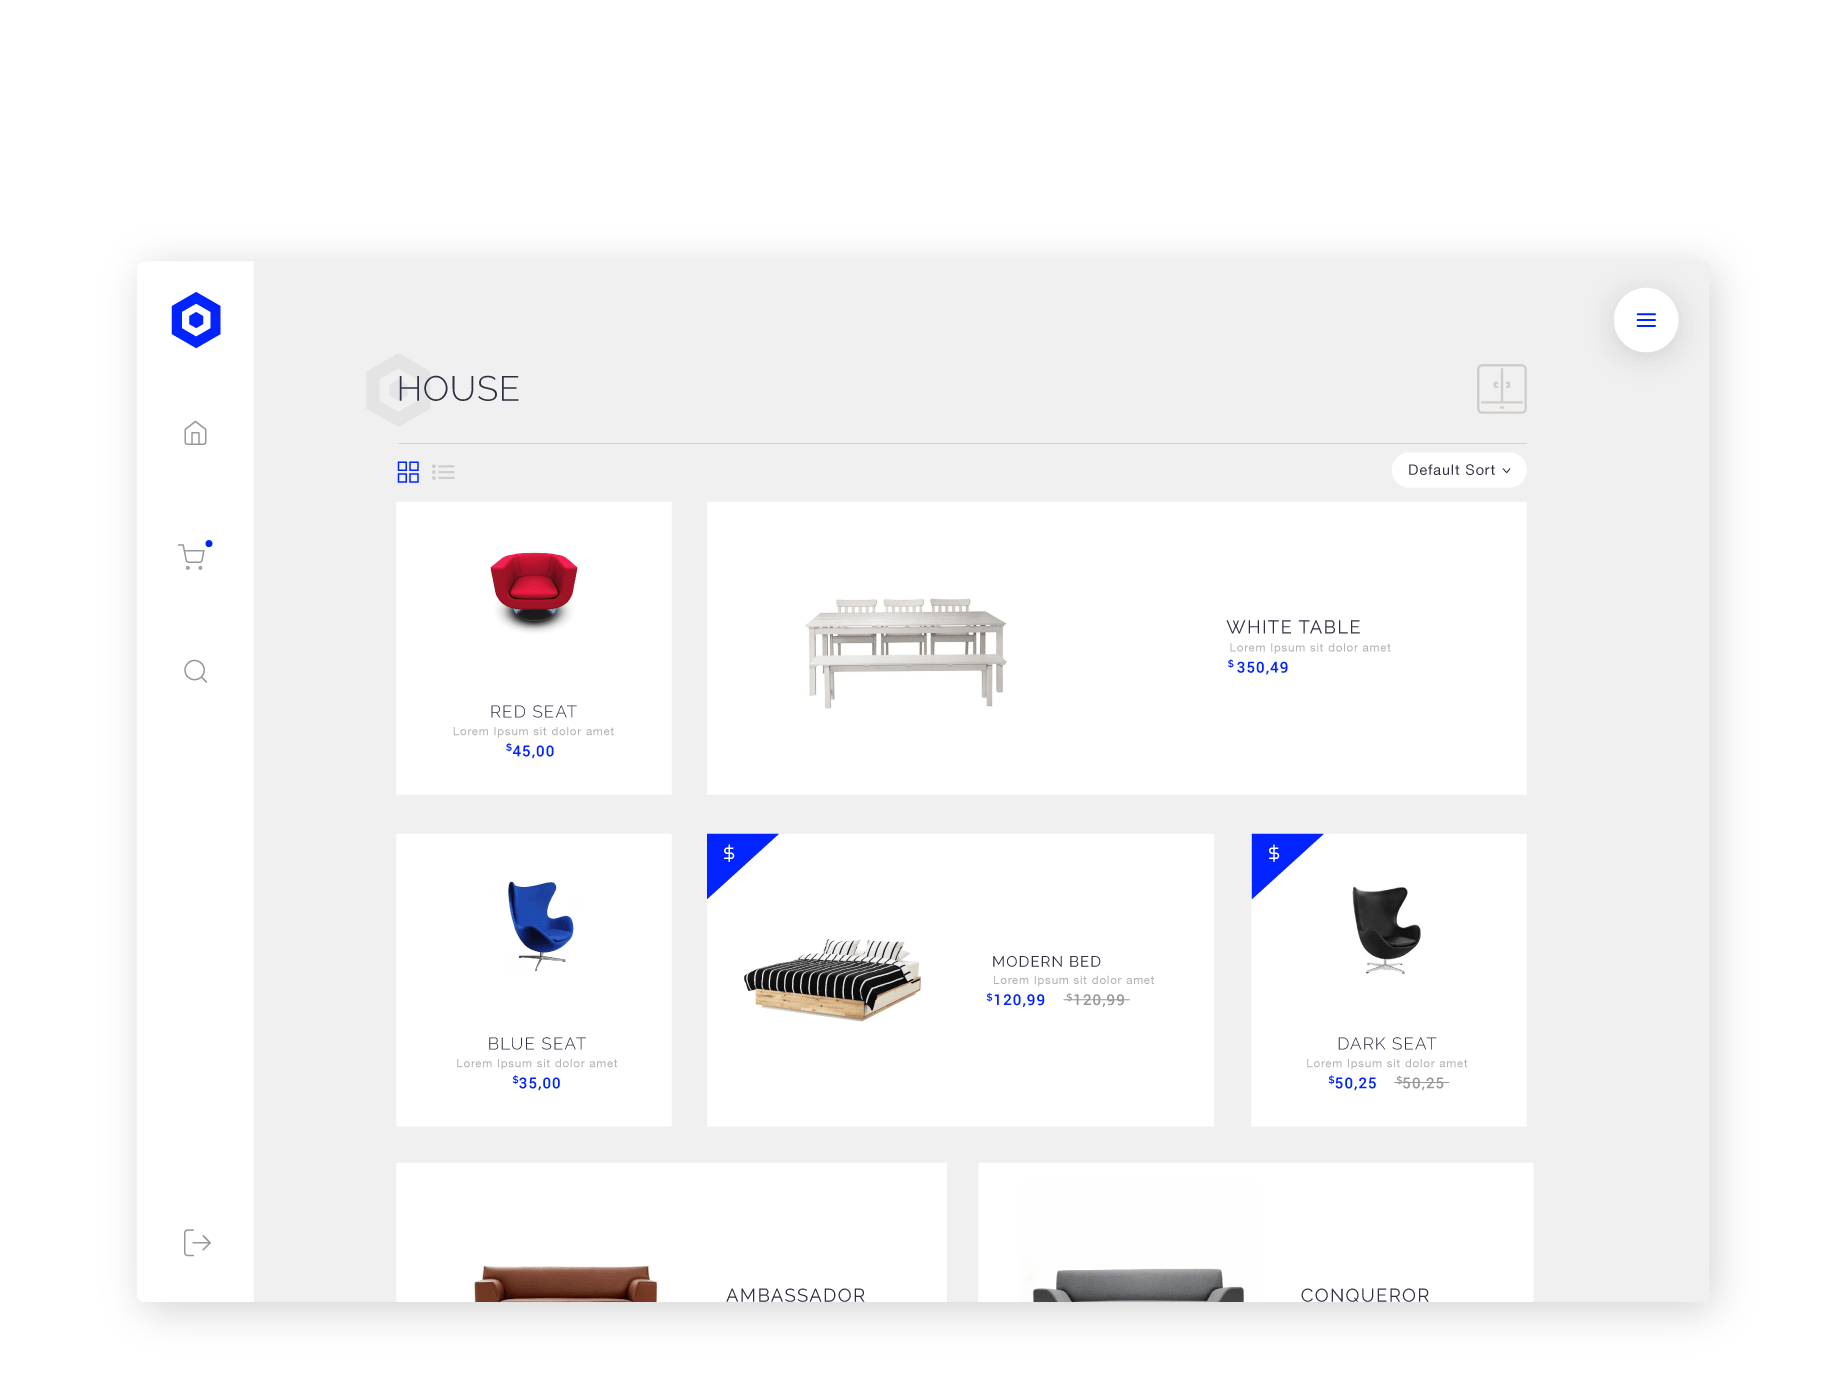 HOUSE
Default Sort
RED SEAT
Lorem Ipsum sit dolor amet
$45,00
WHITE TABLE
Lorem Ipsum sit dolor amet
$350,49
BLUE SEAT
Lorem Ipsum sit dolor amet
$35,00
$
MODERN BED
Lorem Ipsum sit dolor amet
$120,99 $120,99
$
DARK SEAT
Lorem Ipsum sit dolor amet
$50,25 $50,25
AMBASSADOR
CONQUEROR